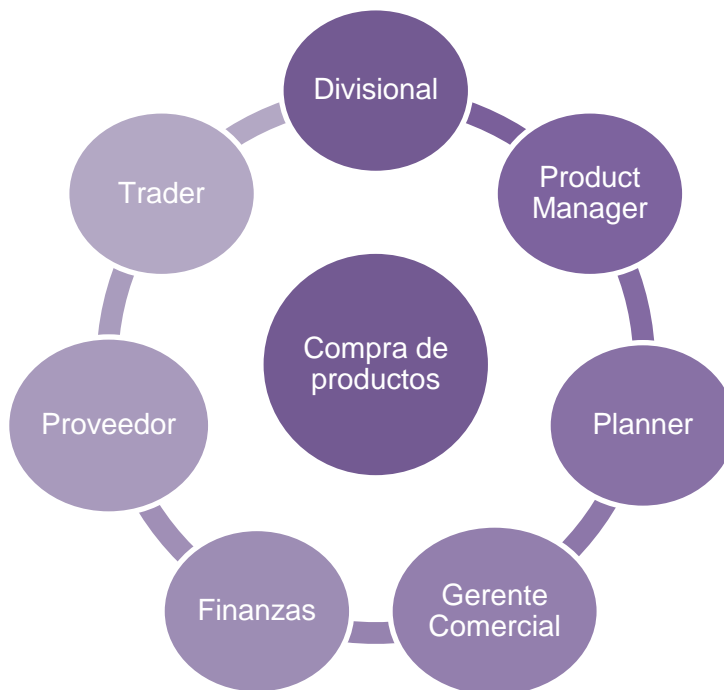 Divisional
Product
Manager
Planner
Gerente
Comercial
Finanzas
Proveedor
Trader
Compra de
productos